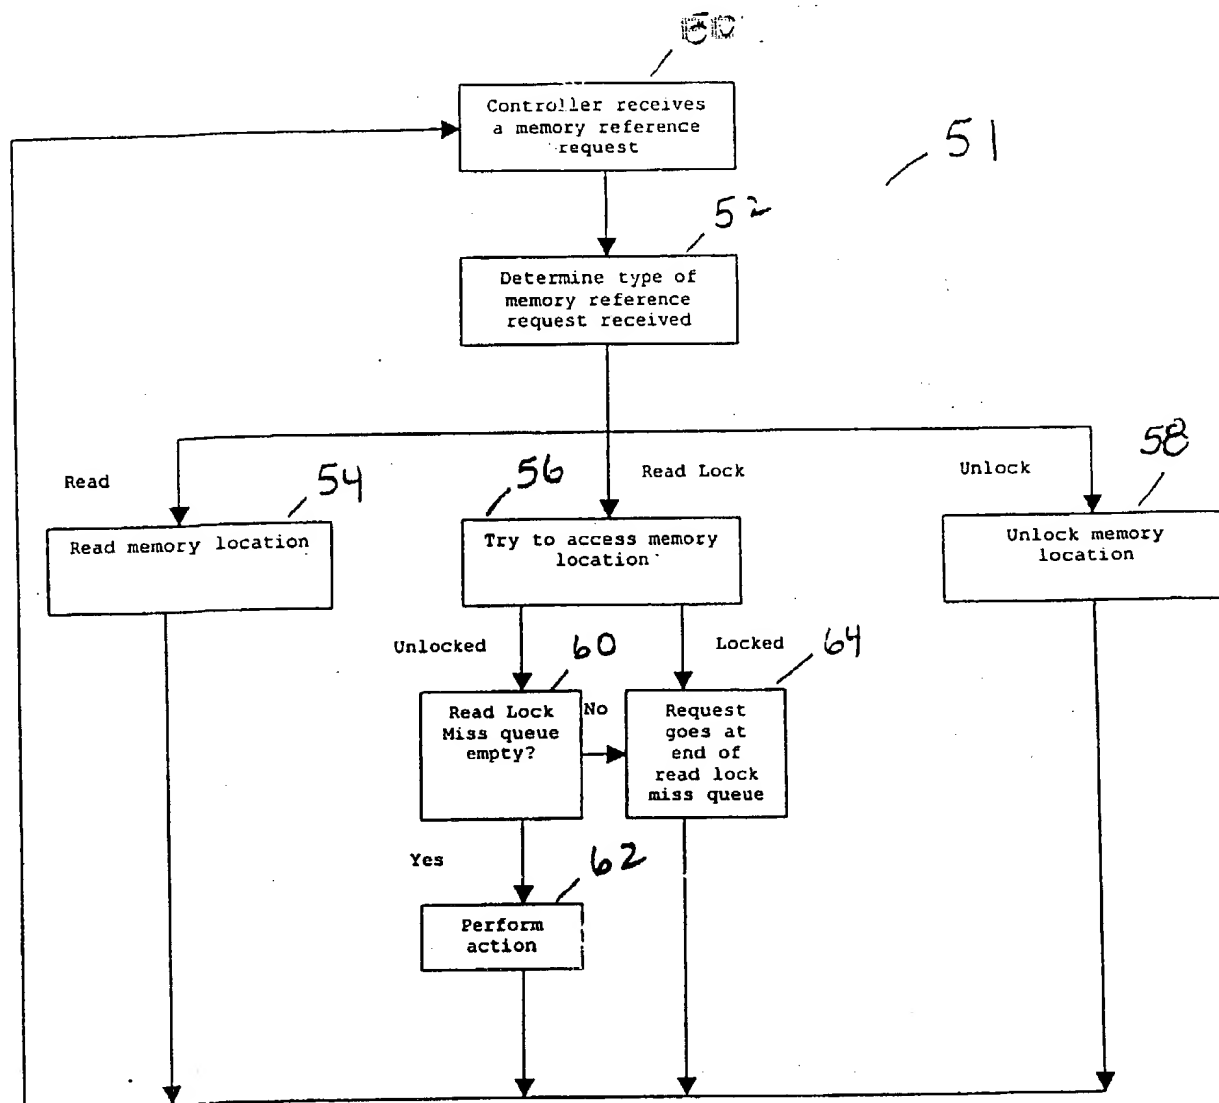 Controller receives
a memory reference
request
51
52
Determine type of
memory reference
request received
Read
54
56
Read Lock
Unlock
58
Read memory location
Try to access memory
location
Unlock memory
location
Unlocked
60
Locked
64
Read Lock
Miss queue
empty?
No
Request
goes at
end of
read lock
miss queue
Yes
62
Perform
action